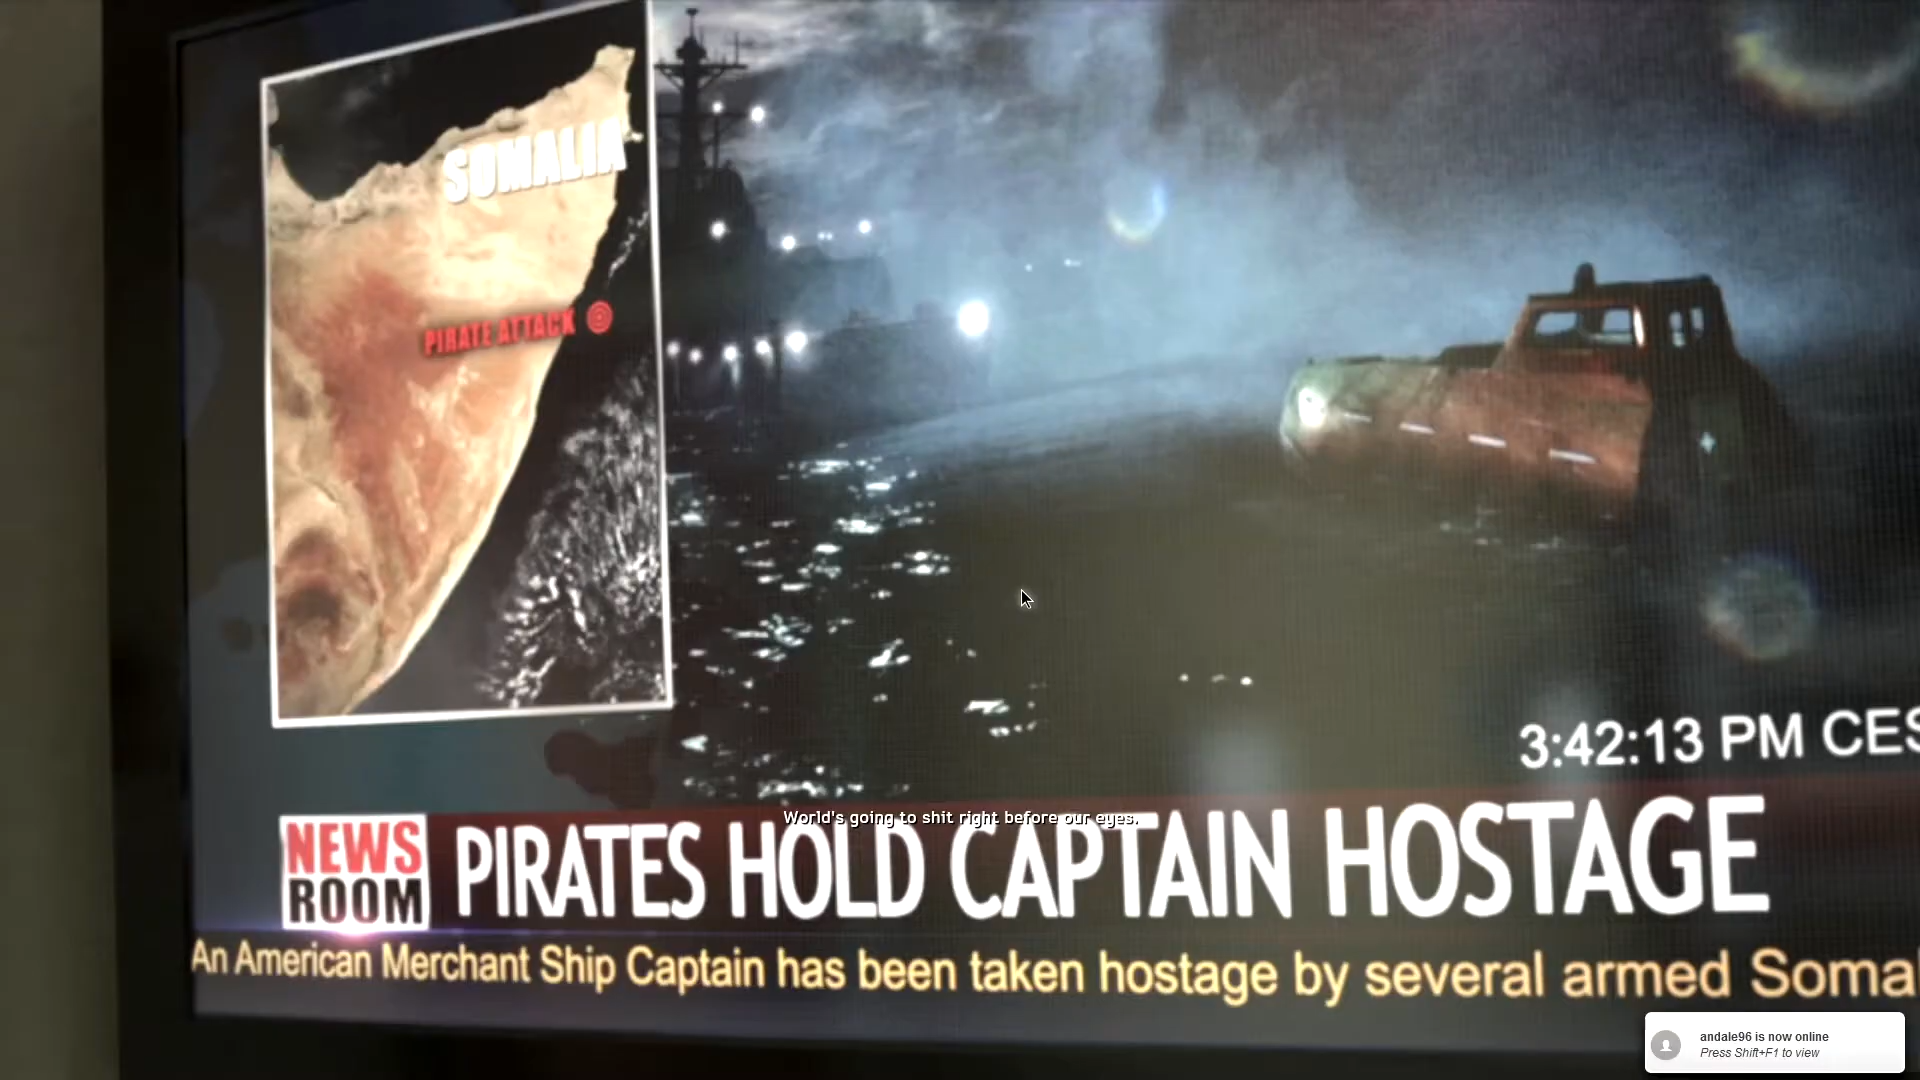 SOMALIA
PIRATE ATTACK
3:42:13 PM CES
World's going to shit right before our eyes.
NEWS
ROOM
PIRATES HOLD CAPTAIN HOSTAGE
An American Merchant Ship Captain has been taken hostage by several armed Somal
andale96 is now online
Press Shift+F1 to view